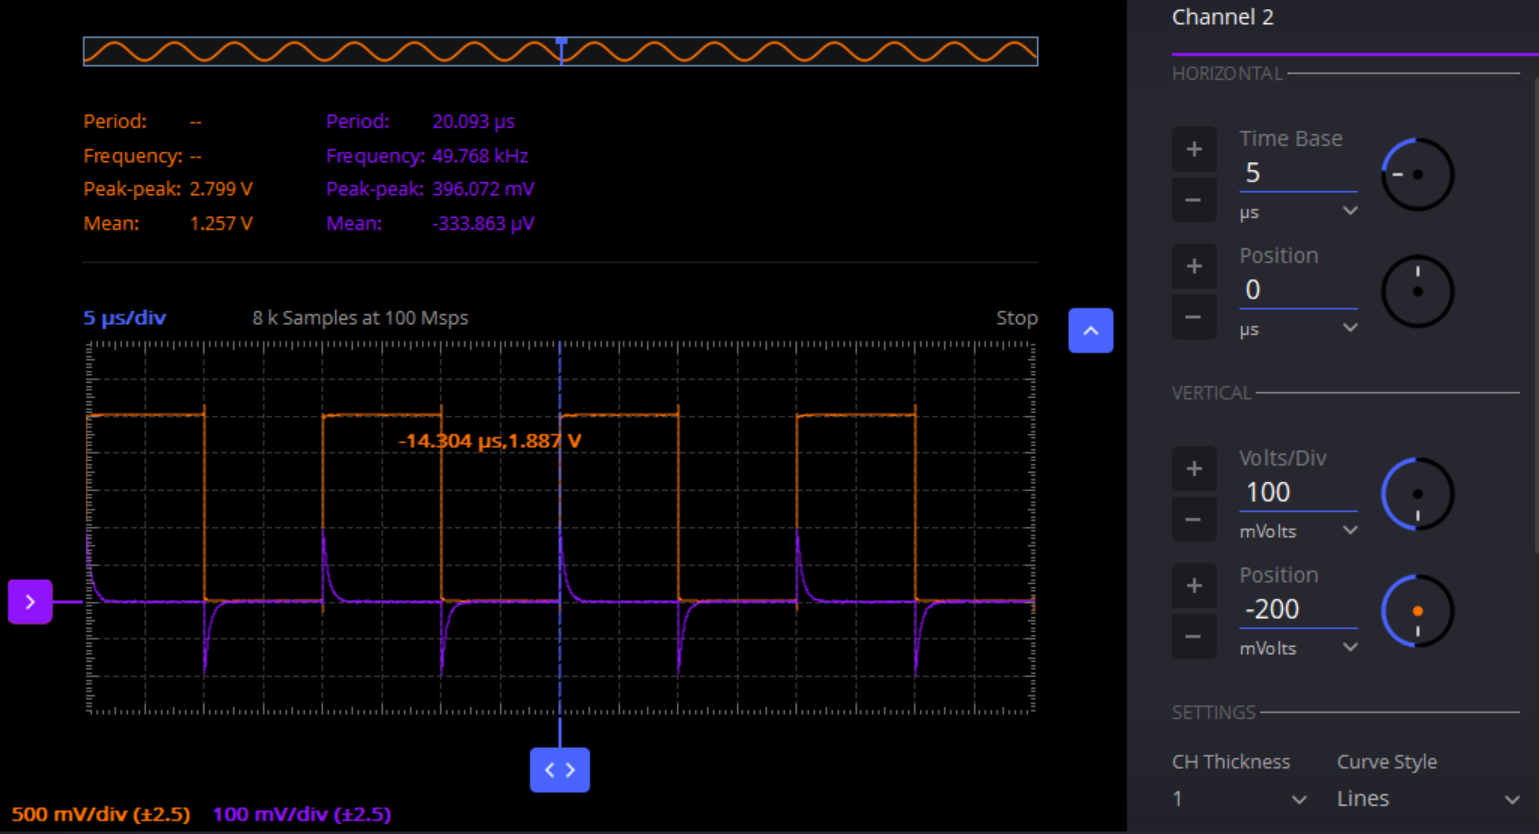 Channel 2
HORIZONTAL
Time Base
5
µs
Position
0
µs
VERTICAL
Volts/Div
100
mVolts
Position
-200
mVolts
SETTINGS
CH Thickness Curve Style
1 Lines
Period: -- Period: 20.093 µs
Frequency: -- Frequency: 49.768 kHz
Peak-peak: 2.799 V Peak-peak: 396.072 mV
Mean: 1.257 V Mean: -333.863 µV
5 µs/div 8 k Samples at 100 Msps Stop
-14.304 µs,1.887 V
500 mV/div (±2.5) 100 mV/div (±2.5)